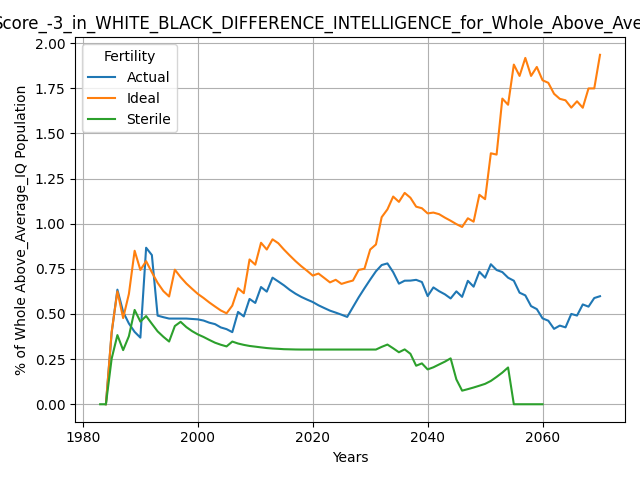 Score_-3_in_WHITE_BLACK_DIFFERENCE_INTELLIGENCE_for_Whole_Above_Ave
% of Whole Above_Average_IQ Population
2.00
1.75
1.50
1.25
1.00
0.75
0.50
0.25
0.00
Fertility
Actual
Ideal
Sterile
1980
2000
2020
2040
2060
Years